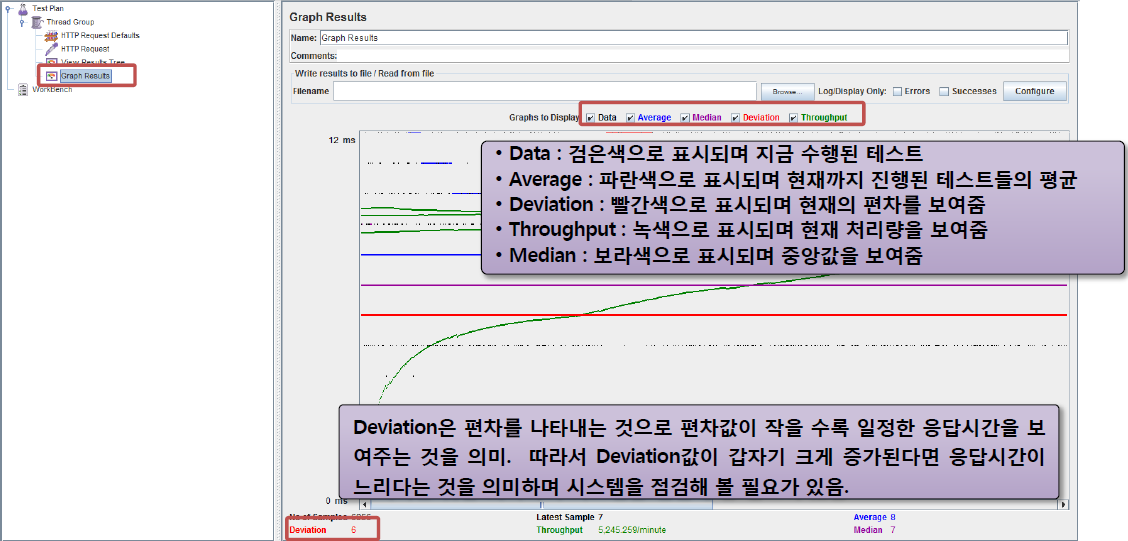 Test Plan
Thread Group
HTTP Request Defaults
HTTP Request
View Results Tree
Graph Results
WorkBench
Graph Results
Name: Graph Results
Comments:
Write results to file / Read from file
Filename Browse... Log/Display Only: Errors Successes Configure
Graphs to Display Data Average Median Deviation Throughput
12 ms
• Data : 검은색으로 표시되며 지금 수행된 테스트
• Average : 파란색으로 표시되며 현재까지 진행된 테스트들의 평균
• Deviation : 빨간색으로 표시되며 현재의 편차를 보여줌
• Throughput : 녹색으로 표시되며 현재 처리량을 보여줌
• Median : 보라색으로 표시되며 중앙값을 보여줌
Deviation은 편차를 나타내는 것으로 편차값이 작을 수록 일정한 응답시간을 보
여주는 것을 의미. 따라서 Deviation값이 갑자기 크게 증가된다면 응답시간이
느리다는 것을 의미하며 시스템을 점검해 볼 필요가 있음.
0 ms
No of Samples Latest Sample 7 Average 8
Deviation 6 Throughput 5,245.259/minute Median 7